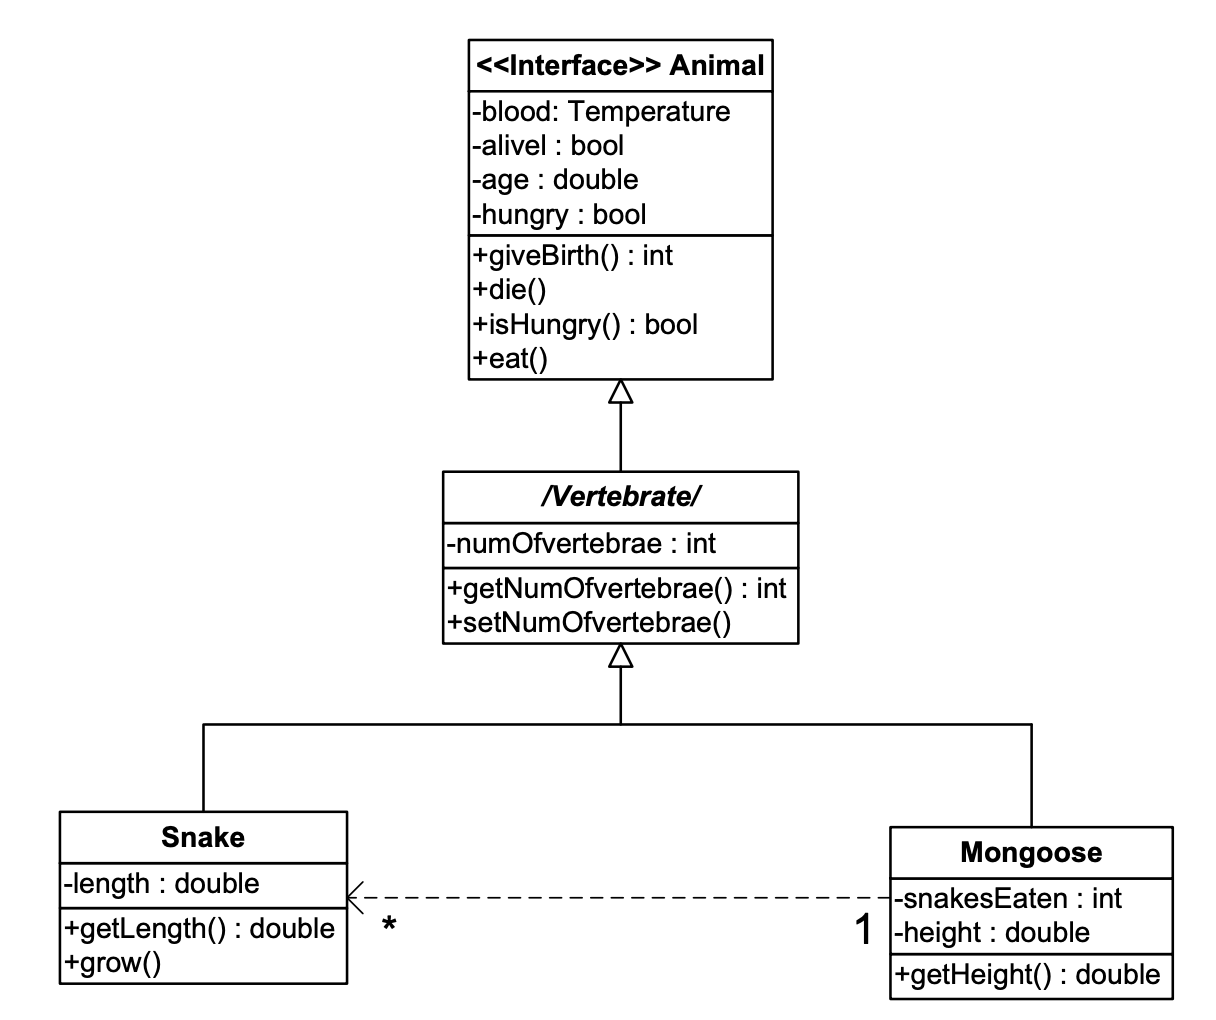 <<Interface>> Animal
-blood: Temperature
-alivel : bool
-age : double
-hungry : bool
+giveBirth() : int
+die()
+isHungry() : bool
+eat()
/Vertebrate/
-numOfvertebrae : int
+getNumOfvertebrae() : int
+setNumOfvertebrae()
Snake
-length : double
+getLength() : double
+grow()
*
1
Mongoose
-snakesEaten : int
-height : double
+getHeight() : double